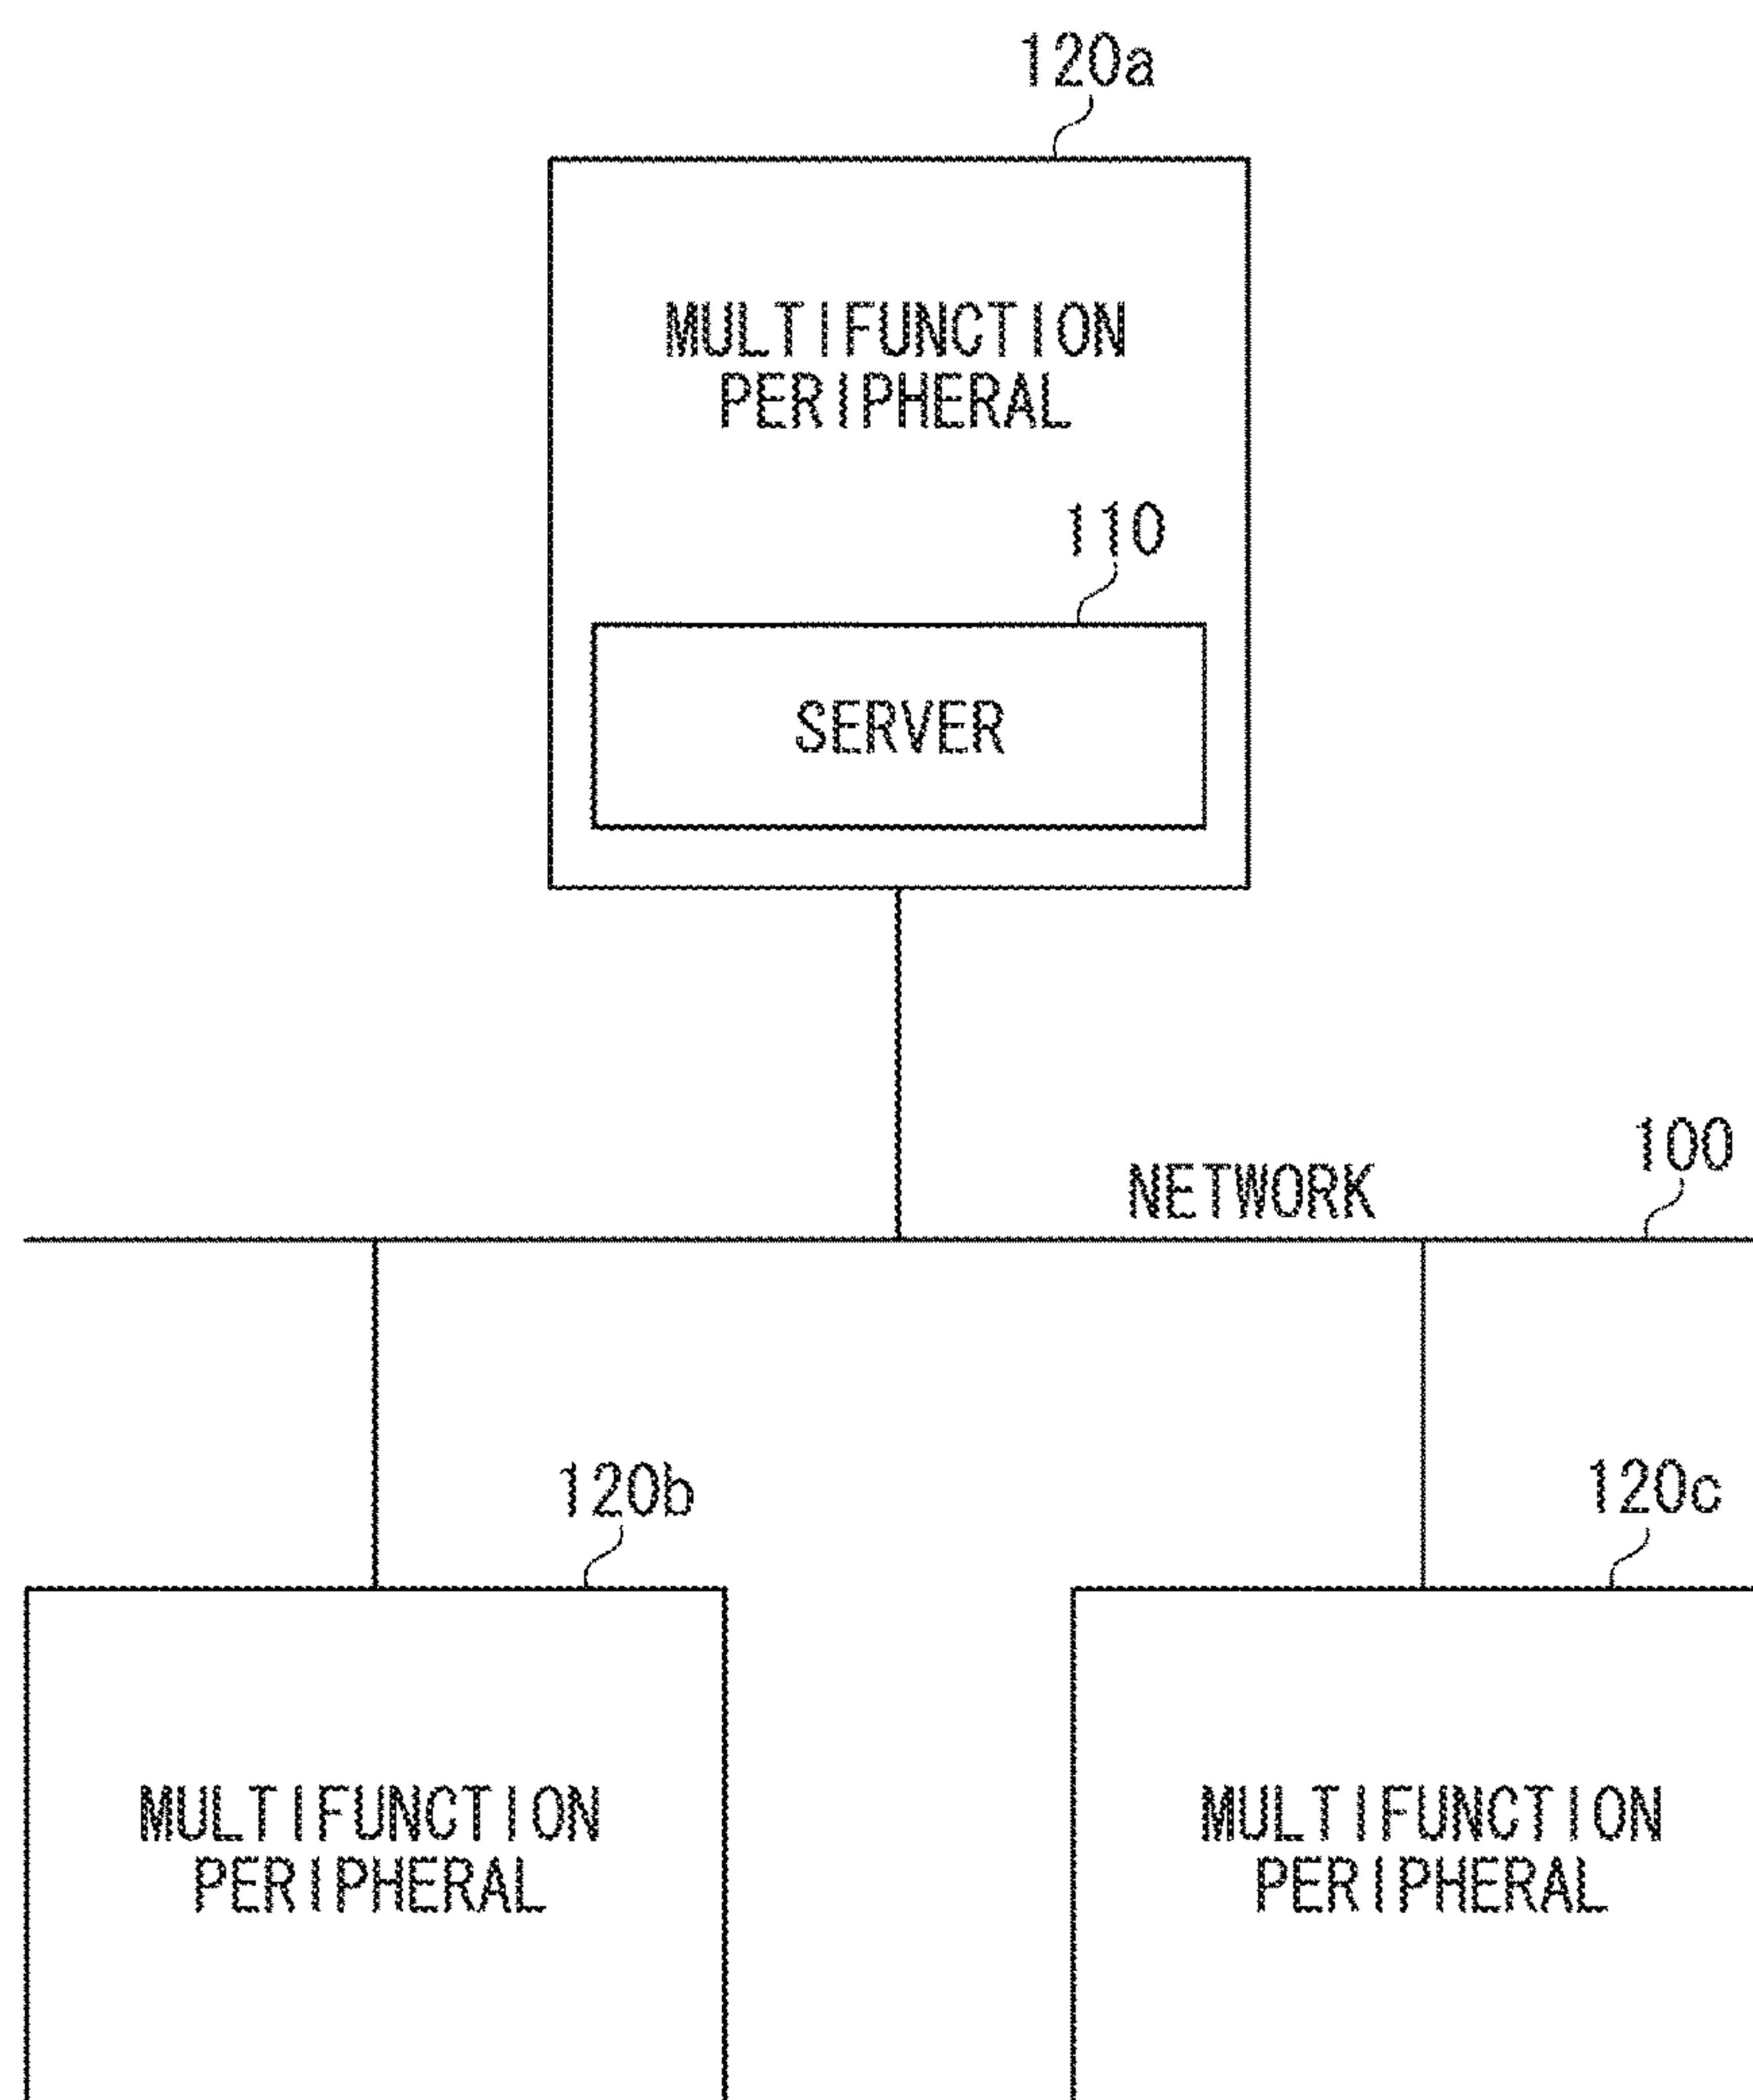 120a
MULTIFUNCTION
PERIPHERAL
110
SERVER
100
NETWORK
120b
120c
MULTIFUNCTION
PERIPHERAL
MULTIFUNCTION
PERIPHERAL